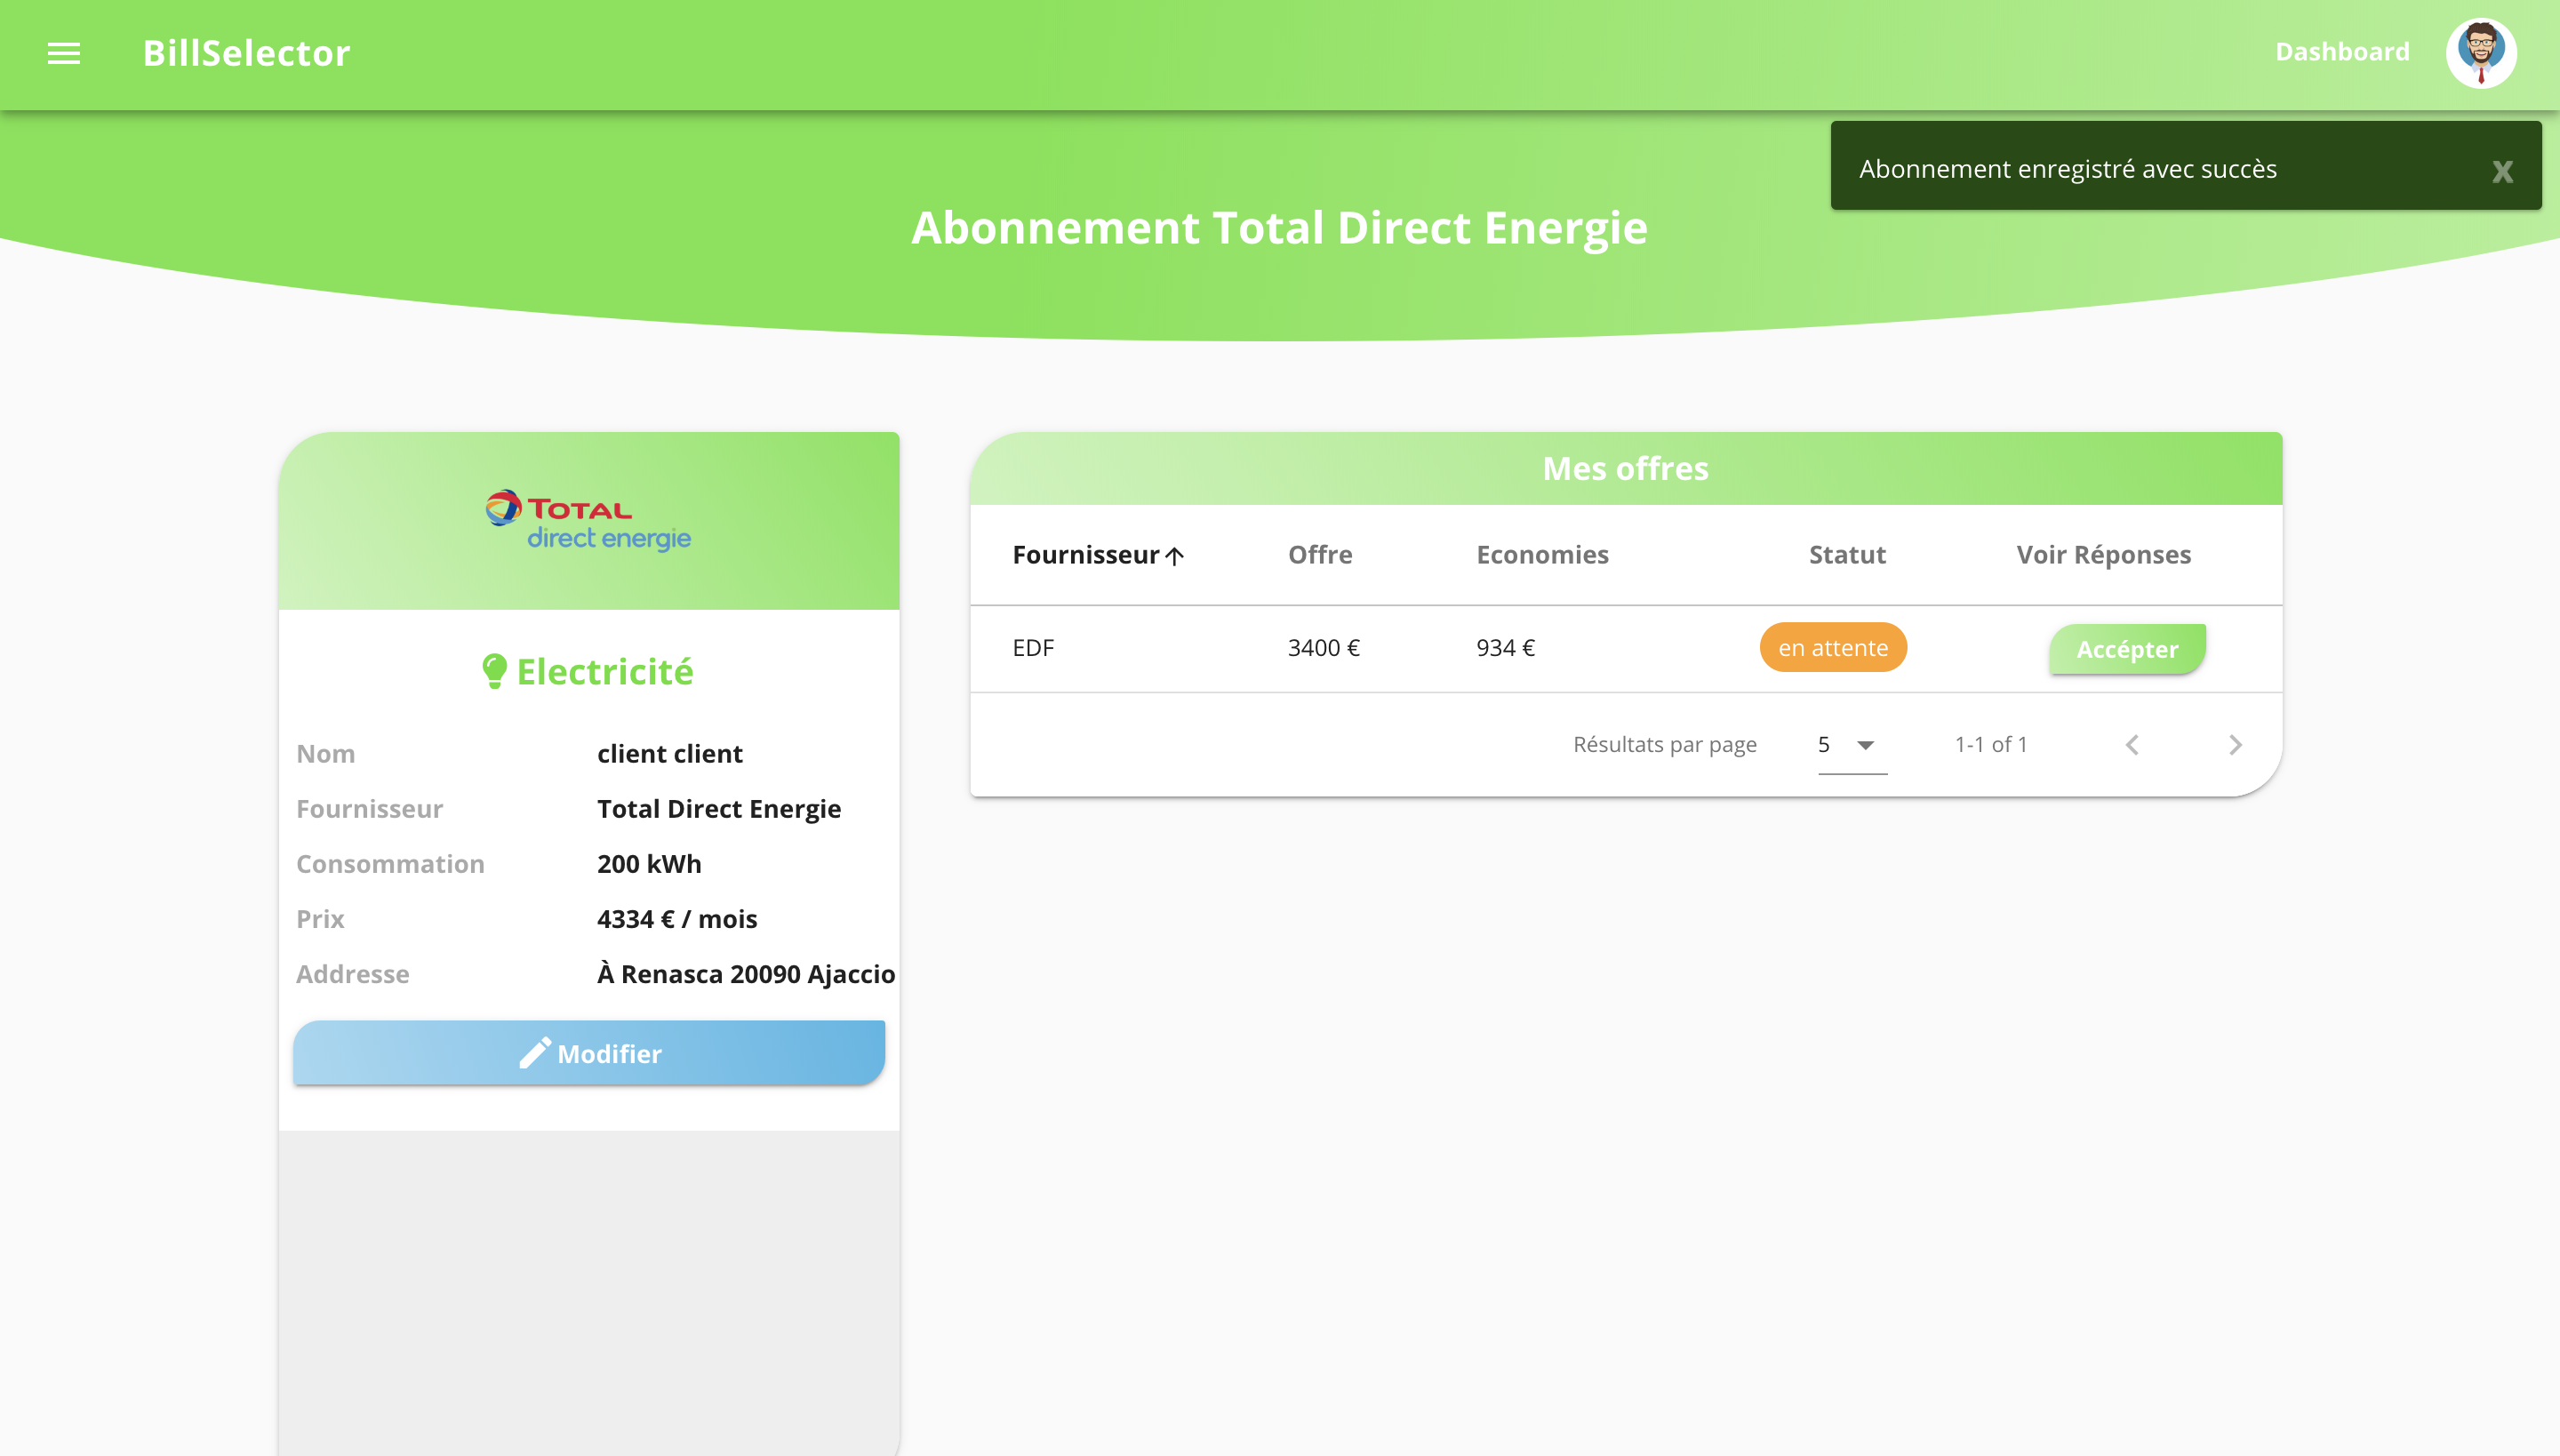 BillSelector
Dashboard
Abonnement enregistré avec succès
x
Abonnement Total Direct Energie
TOTAL
direct energie
Electricité
Nom
client client
Fournisseur
Total Direct Energie
Consommation
200 kWh
Prix
4334 € / mois
Addresse
À Renasca 20090 Ajaccio
Modifier
Mes offres
Fournisseur Offre Economies Statut Voir Réponses
EDF 3400 € 934 € en attente Accépter
Résultats par page 5 1-1 of 1